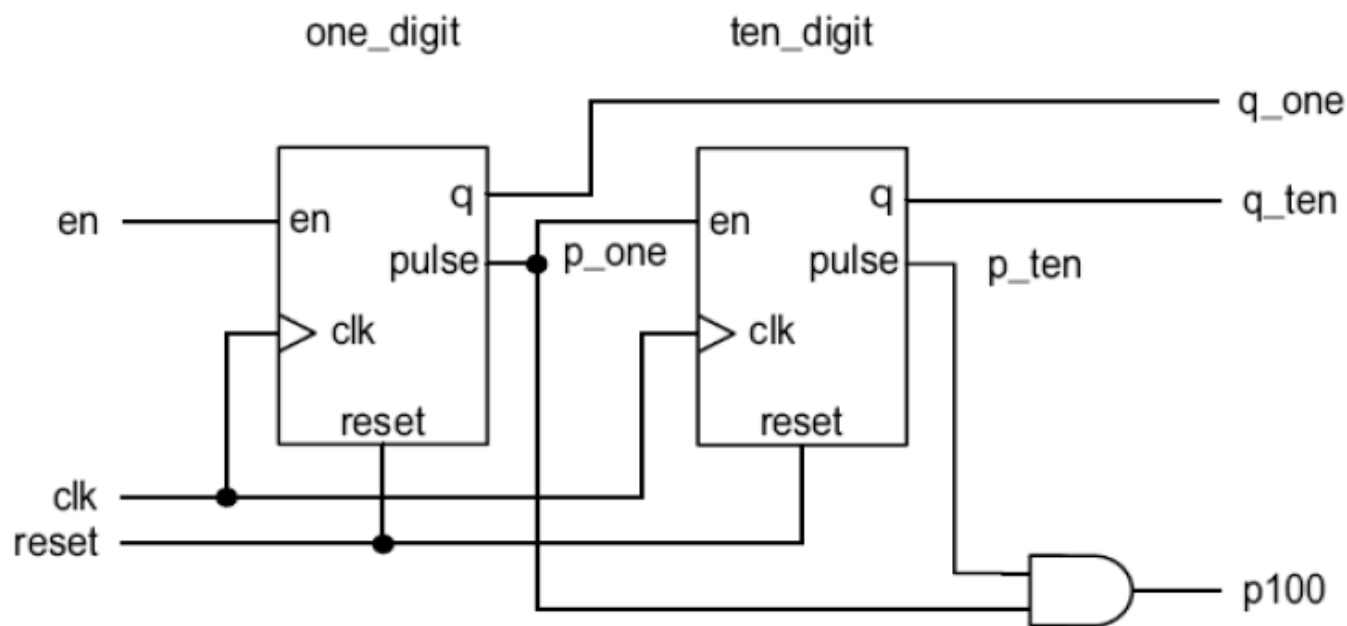 one_digit
ten_digit
q_one
q
q
q_ten
en
en
en
pulse
p_one
pulse
p_ten
clk
clk
reset
reset
clk
reset
p100